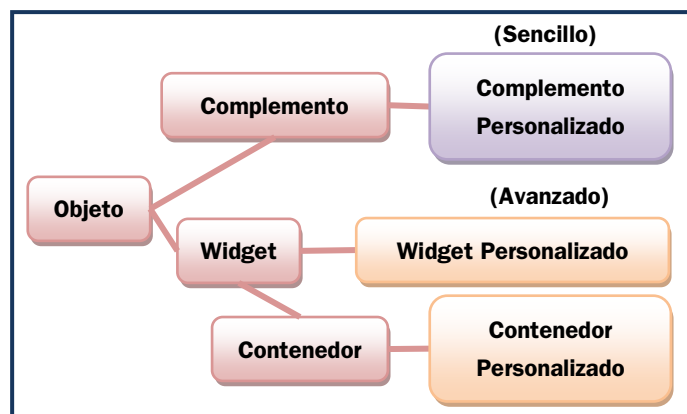 (Sencillo)
Complemento
Complemento
Personalizado
Objeto
(Avanzado)
Widget
Widget Personalizado
Contenedor
Contenedor
Personalizado